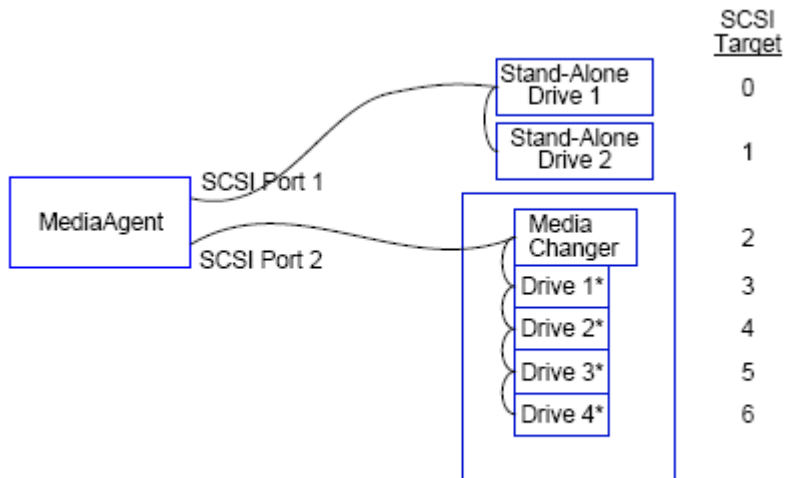 SCSI
Target
Stand-Alone
Drive 1
0
Stand-Alone
Drive 2
1
SCSI Port 1
MediaAgent
SCSI Port 2
Media
Changer
2
Drive 1*
3
Drive 2*
4
Drive 3*
5
Drive 4*
6